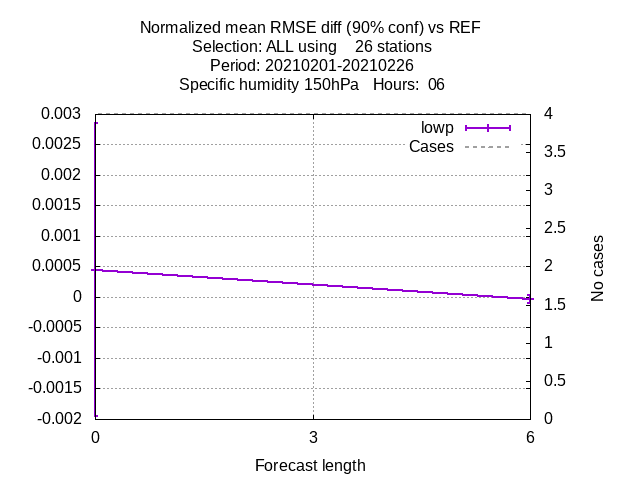 Normalized mean RMSE diff (90% conf) vs REF
Selection: ALL using    26 stations
Period: 20210201-20210226
Specific humidity 150hPa   Hours:  06
lowp
Cases
0.003
0.0025
0.002
0.0015
0.001
0.0005
0
-0.0005
-0.001
-0.0015
-0.002
4
3.5
3
2.5
2
1.5
1
0.5
0
No cases
0
3
6
Forecast length